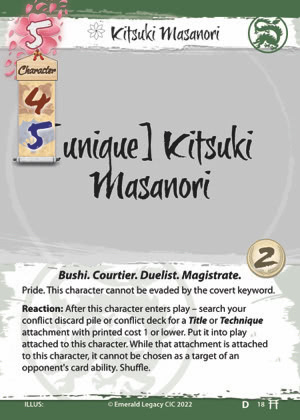 5
Kitsuki Masanori
Character
4
5
[unique] Kitsuki
Masanori
2
Bushi. Courtier. Duelist. Magistrate.
Pride. This character cannot be evaded by the covert keyword.
Reaction: After this character enters play – search your
conflict discard pile or conflict deck for a Title or Technique
attachment with printed cost 1 or lower. Put it into play
attached to this character. While that attachment is attached
to this character, it cannot be chosen as a target of an
opponent's card ability. Shuffle.
ILLUS: © Emerald Legacy CIC 2022 D 18